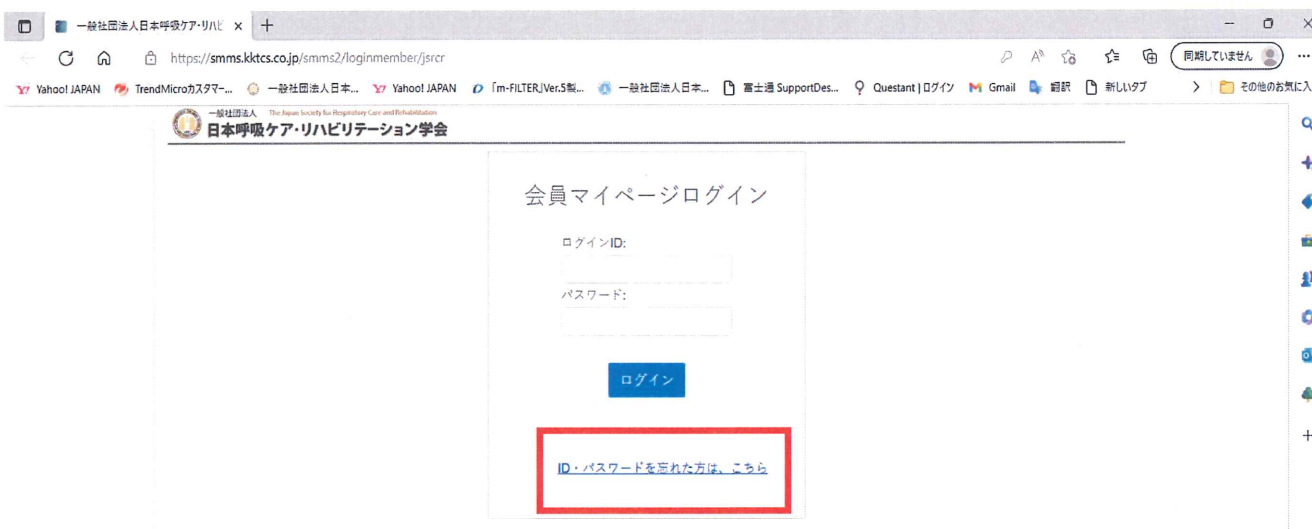 一般社団法人日本呼吸ケア・リハビ
https://smms.kktcs.co.jp/smms2/loginmember/jsrcr
同期していません
Yahoo! JAPAN TrendMicroカスタマー... 一般社団法人日本... Yahoo! JAPAN 「m-FILTER」Ver.5製... 一般社団法人日本... 富士通 SupportDes... Questant | ログイン Gmail 翻訳 新しいタブ その他のお気に入
一般社団法人 The Japan Society for Respiratory Care and Rehabilitation
日本呼吸ケア・リハビリテーション学会
会員マイページログイン
ログインID:
パスワード:
ログイン
ID・パスワードを忘れた方は、こちら